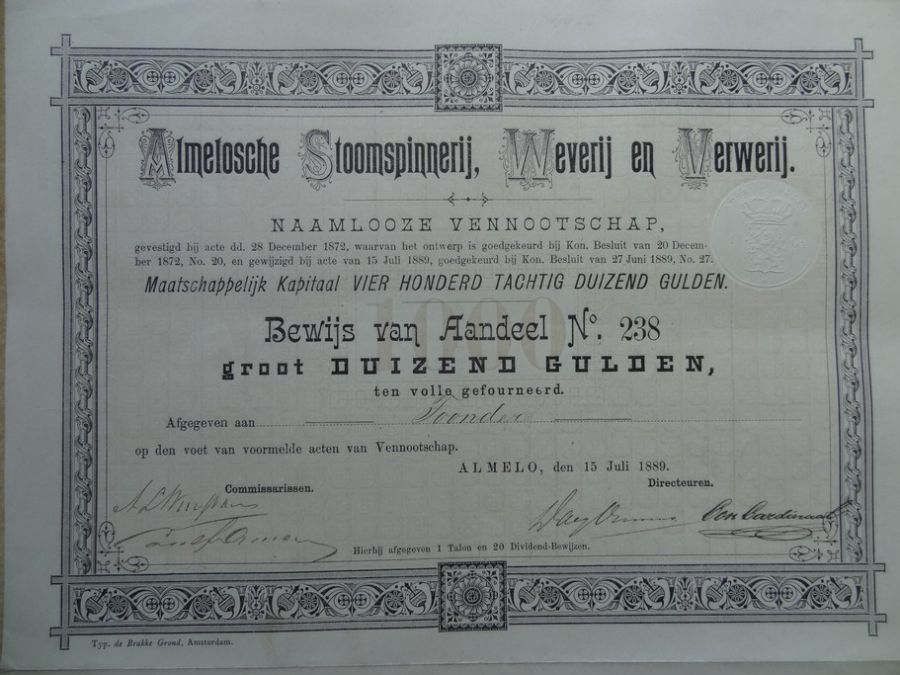 Almelosche Stoomspinnerij, Weverij en Verwerij.
NAAMLOOZE VENNOOTSCHAP,
gevestigd bij acte dd. 28 December 1872, waarvan het ontwerp is goedgekeurd bij Kon. Besluit van 20 Decem-
ber 1872, No. 20, en gewijzigd bij acte van 15 Juli 1889, goedgekeurd bij Kon. Besluit van 27 Juni 1889, No. 27.
Maatschappelijk Kapitaal VIER HONDERD TACHTIG DUIZEND GULDEN.
1000
Bewijs van Aandeel No. 238
groot DUIZEND GULDEN,
ten volle gefourneerd.
Afgegeven aan Toonder
op den voet van voormelde acten van Vennootschap.
ALMELO, den 15 Juli 1889.
Commissarissen. Directeuren.
Hierbij afgegeven 1 Talon en 20 Dividend-Bewijzen.
Typ. de Brakke Grond, Amsterdam.